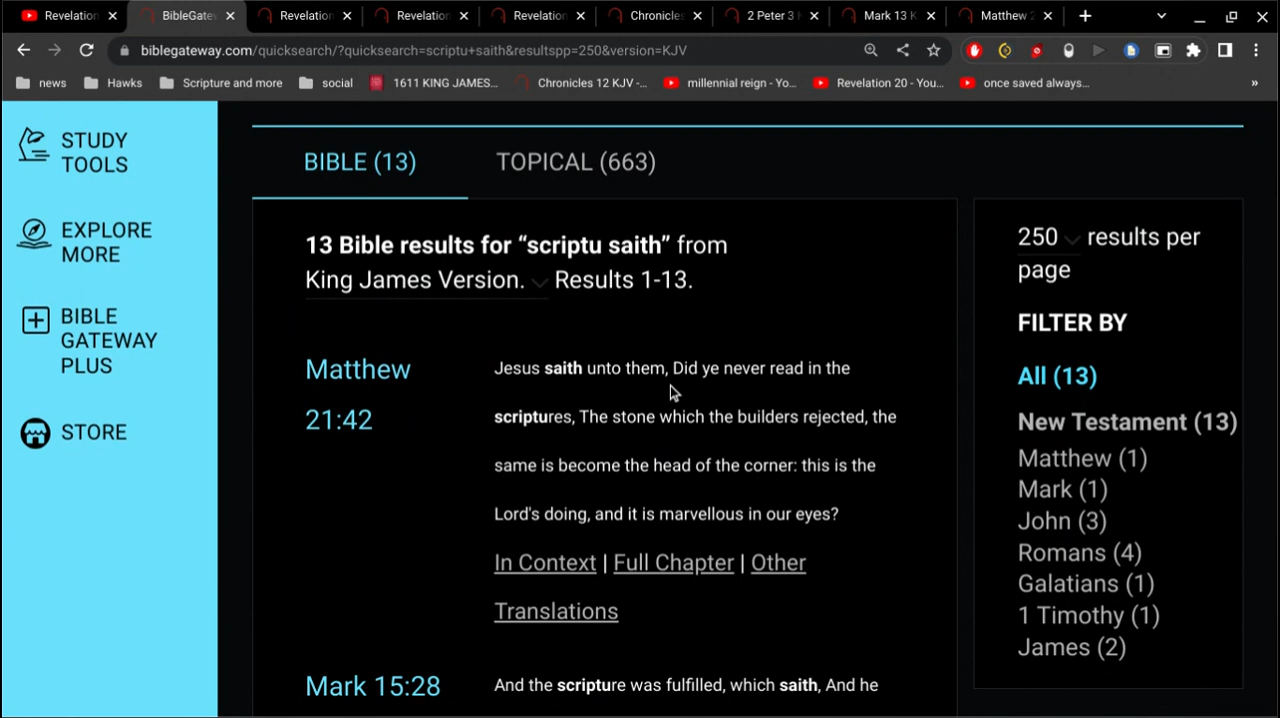 Revelation
BibleGatew
Revelation
Revelation
Revelation
Chronicles
2 Peter 3 K
Mark 13 K
Matthew 2
biblegateway.com/quicksearch/?quicksearch=scriptu+saith&resultspp=250&version=KJV
news
Hawks
Scripture and more
social
1611 KING JAMES...
Chronicles 12 KJV -...
millennial reign - Yo...
Revelation 20 - You...
once saved always...
»
STUDY
TOOLS
EXPLORE
MORE
BIBLE
GATEWAY
PLUS
STORE
BIBLE (13)
TOPICAL (663)
13 Bible results for “scriptu saith” from
King James Version. Results 1-13.
Matthew
21:42
Jesus saith unto them, Did ye never read in the
scriptures, The stone which the builders rejected, the
same is become the head of the corner: this is the
Lord's doing, and it is marvellous in our eyes?
In Context | Full Chapter | Other
Translations
Mark 15:28
And the scripture was fulfilled, which saith, And he
250 results per
page
FILTER BY
All (13)
New Testament (13)
Matthew (1)
Mark (1)
John (3)
Romans (4)
Galatians (1)
1 Timothy (1)
James (2)